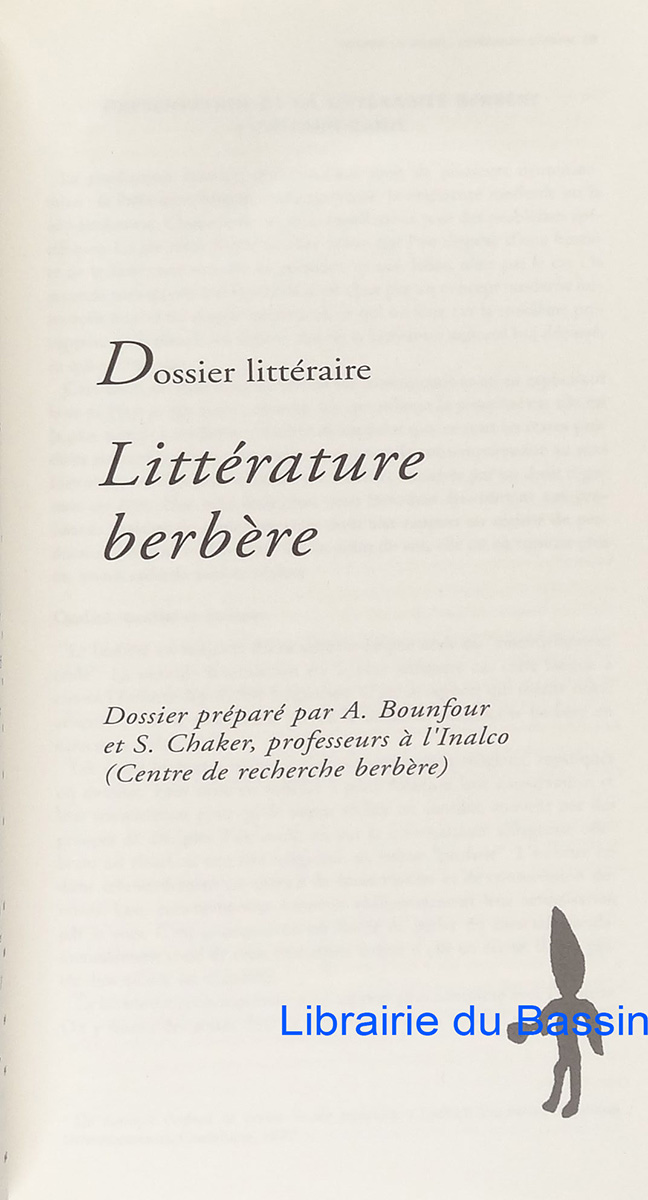 Dossier littéraire
Littérature
berbère
Dossier préparé par A. Bounfour
et S. Chaker, professeurs à l'Inalco
(Centre de recherche berbère)
Librairie du Bassin